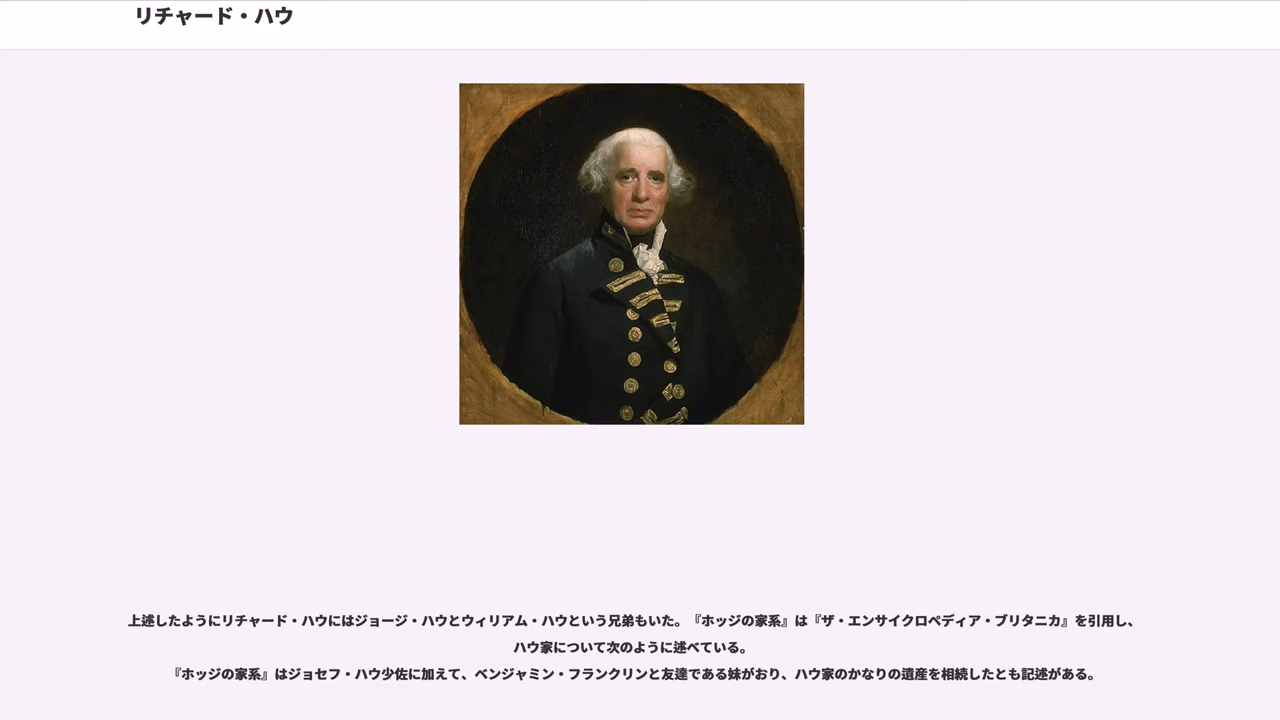 リチャード・ハウ
上述したようにリチャード・ハウにはジョージ・ハウとウィリアム・ハウという兄弟もいた。『ホッジの家系』は『ザ・エンサイクロペディア・ブリタニカ』を引用し、
ハウ家について次のように述べている。
『ホッジの家系』はジョセフ・ハウ少佐に加えて、ベンジャミン・フランクリンと友達である妹がおり、ハウ家のかなりの遺産を相続したとも記述がある。